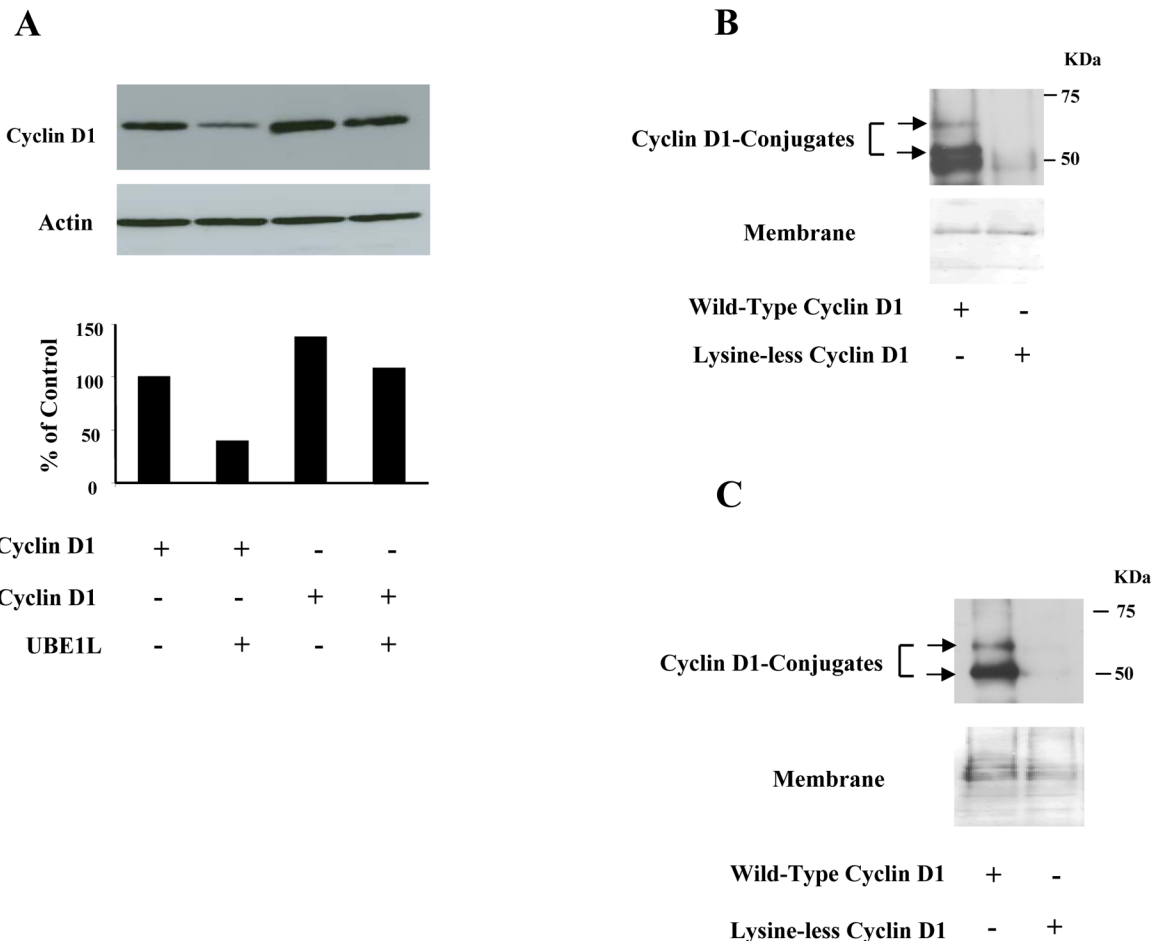 A
Cyclin D1
Actin
% of Control
150
100
50
0
Cyclin D1 + + - -
Cyclin D1 - - + +
UBE1L - + - +
B
KDa
75
Cyclin D1-Conjugates
50
Membrane
Wild-Type Cyclin D1 + -
Lysine-less Cyclin D1 - +
C
KDa
75
Cyclin D1-Conjugates
50
Membrane
Wild-Type Cyclin D1 + -
Lysine-less Cyclin D1 - +